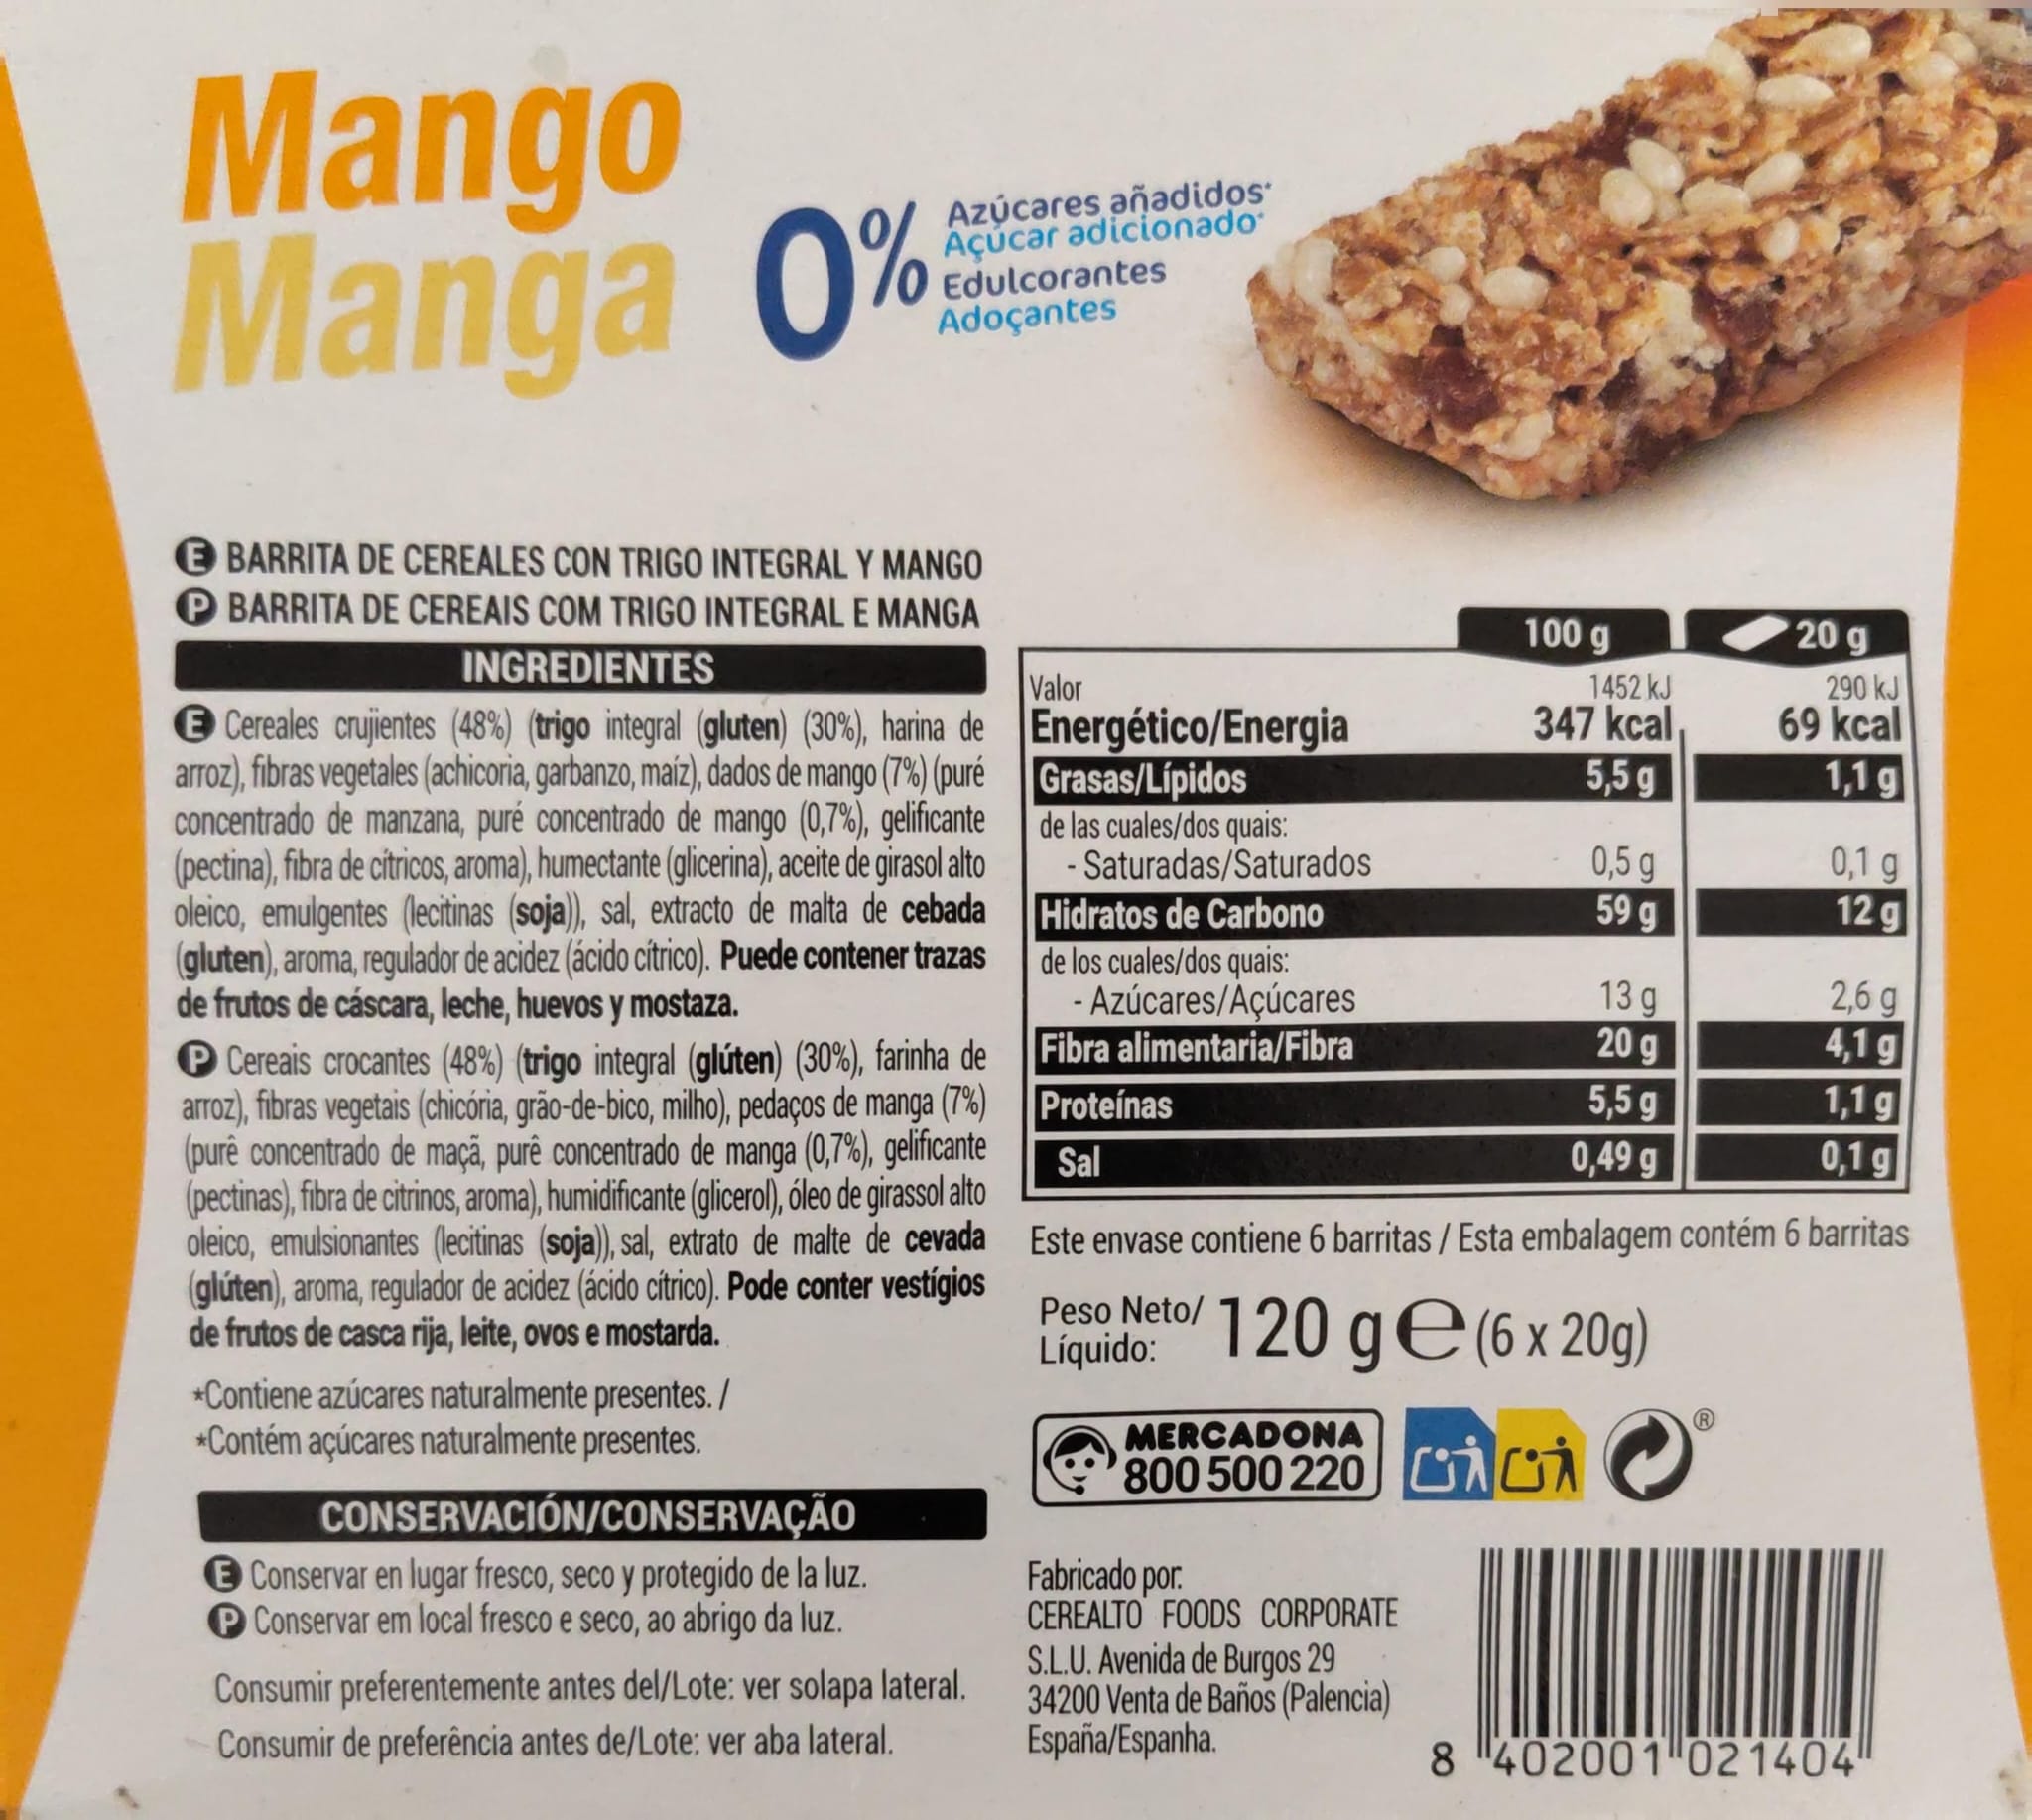 Mango
Manga
0% Azúcares añadidos*
Açúcar adicionado*
Edulcorantes
Adoçantes
E BARRITA DE CEREALES CON TRIGO INTEGRAL Y MANGO
P BARRITA DE CEREAIS COM TRIGO INTEGRAL E MANGA
INGREDIENTES
E Cereales crujientes (48%) (trigo integral (gluten) (30%), harina de
arroz), fibras vegetales (achicoria, garbanzo, maíz), dados de mango (7%) (puré
concentrado de manzana, puré concentrado de mango (0,7%), gelificante
(pectina), fibra de cítricos, aroma), humectante (glicerina), aceite de girasol alto
oleico, emulgentes (lecitinas (soja)), sal, extracto de malta de cebada
(gluten), aroma, regulador de acidez (ácido cítrico). Puede contener trazas
de frutos de cáscara, leche, huevos y mostaza.
P Cereais crocantes (48%) (trigo integral (glúten) (30%), farinha de
arroz), fibras vegetais (chicória, grão-de-bico, milho), pedaços de manga (7%)
(purê concentrado de maçã, purê concentrado de manga (0,7%), gelificante
(pectinas), fibra de citrinos, aroma), humidificante (glicerol), óleo de girassol alto
oleico, emulsionantes (lecitinas (soja)), sal, extrato de malte de cevada
(glúten), aroma, regulador de acidez (ácido cítrico). Pode conter vestígios
de frutos de casca rija, leite, ovos e mostarda.
*Contiene azúcares naturalmente presentes. /
*Contém açúcares naturalmente presentes.
CONSERVACIÓN/CONSERVAÇÃO
E Conservar en lugar fresco, seco y protegido de la luz.
P Conservar em local fresco e seco, ao abrigo da luz.
Consumir preferentemente antes del/Lote: ver solapa lateral.
Consumir de preferência antes de/Lote: ver aba lateral.
100 g 20 g
Valor 1452 kJ 290 kJ
Energético/Energia 347 kcal 69 kcal
Grasas/Lípidos 5,5 g 1,1 g
de las cuales/dos quais:
- Saturadas/Saturados 0,5 g 0,1 g
Hidratos de Carbono 59 g 12 g
de los cuales/dos quais:
- Azúcares/Açúcares 13 g 2,6 g
Fibra alimentaria/Fibra 20 g 4,1 g
Proteínas 5,5 g 1,1 g
Sal 0,49 g 0,1 g
Este envase contiene 6 barritas / Esta embalagem contém 6 barritas
Peso Neto/
Líquido: 120 g e (6 x 20g)
MERCADONA
800 500 220
®
Fabricado por:
CEREALTO FOODS CORPORATE
S.L.U. Avenida de Burgos 29
34200 Venta de Baños (Palencia)
España/Espanha.
8 402001 021404